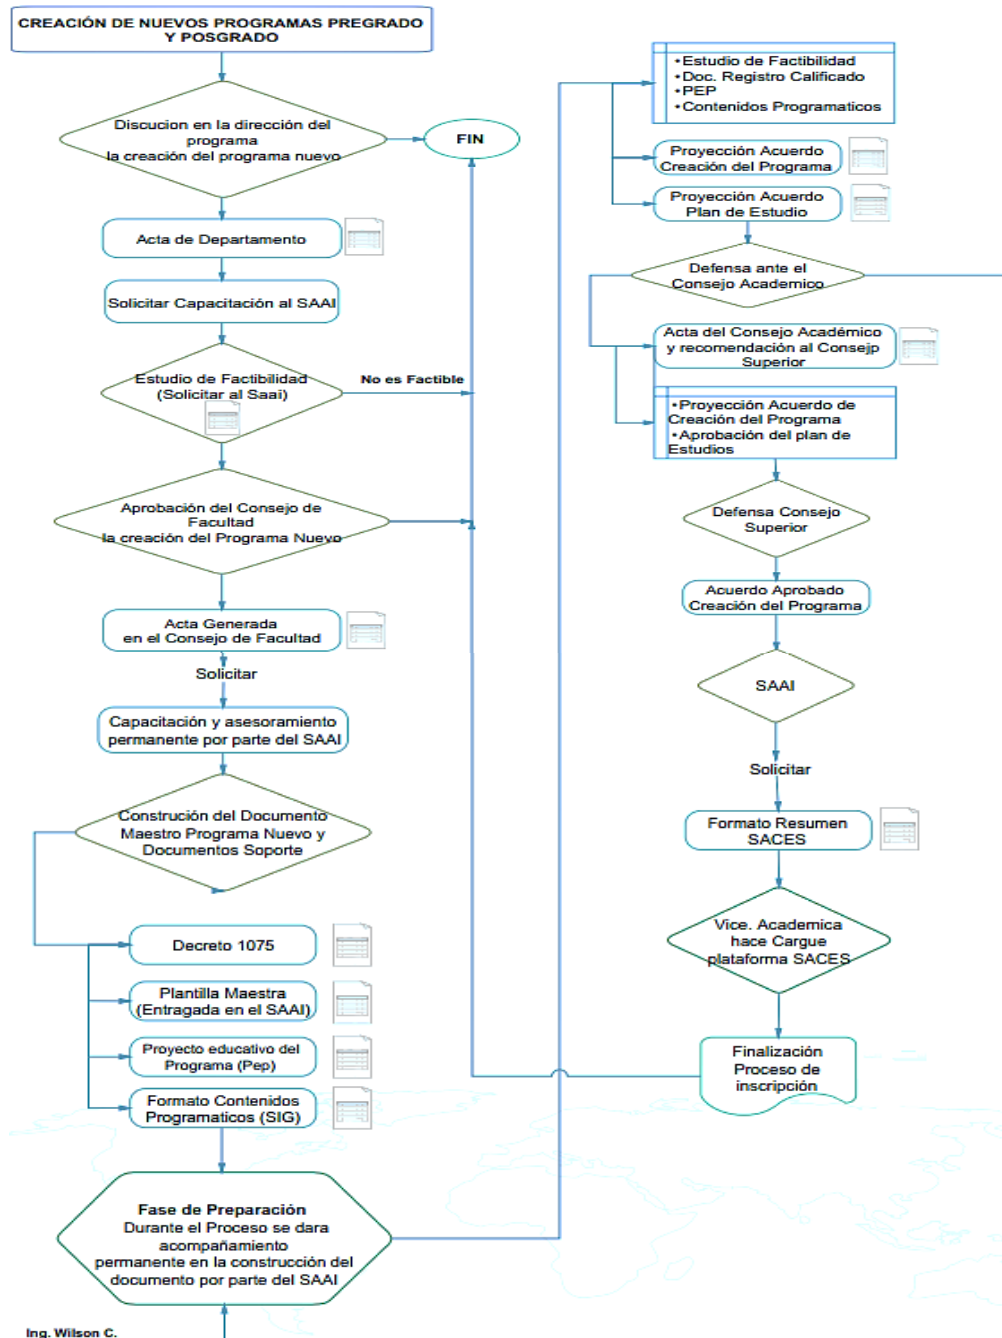 CREACIÓN DE NUEVOS PROGRAMAS PREGRADO
Y POSGRADO
Discucion en la dirección del
programa
la creación del programa nuevo
FIN
Acta de Departamento
Solicitar Capacitación al SAAI
Estudio de Factibilidad
(Solicitar al Saai)
No es Factible
Aprobación del Consejo de
Facultad
la creación del Programa Nuevo
Acta Generada
en el Consejo de Facultad
Solicitar
Capacitación y asesoramiento
permanente por parte del SAAI
Construción del Documento
Maestro Programa Nuevo y
Documentos Soporte
Decreto 1075
Plantilla Maestra
(Entragada en el SAAI)
Proyecto educativo del
Programa (Pep)
Formato Contenidos
Programaticos (SIG)
Fase de Preparación
Durante el Proceso se dara
acompañamiento
permanente en la construcción del
documento por parte del SAAI
Ing. Wilson C.
•Estudio de Factibilidad
•Doc. Registro Calificado
•PEP
•Contenidos Programaticos
Proyección Acuerdo
Creación del Programa
Proyección Acuerdo
Plan de Estudio
Defensa ante el
Consejo Academico
Acta del Consejo Académico
y recomendación al Consejp
Superior
•Proyección Acuerdo de
Creación del Programa
•Aprobación del plan de
Estudios
Defensa Consejo
Superior
Acuerdo Aprobado
Creación del Programa
SAAI
Solicitar
Formato Resumen
SACES
Vice. Academica
hace Cargue
plataforma SACES
Finalización
Proceso de
inscripción